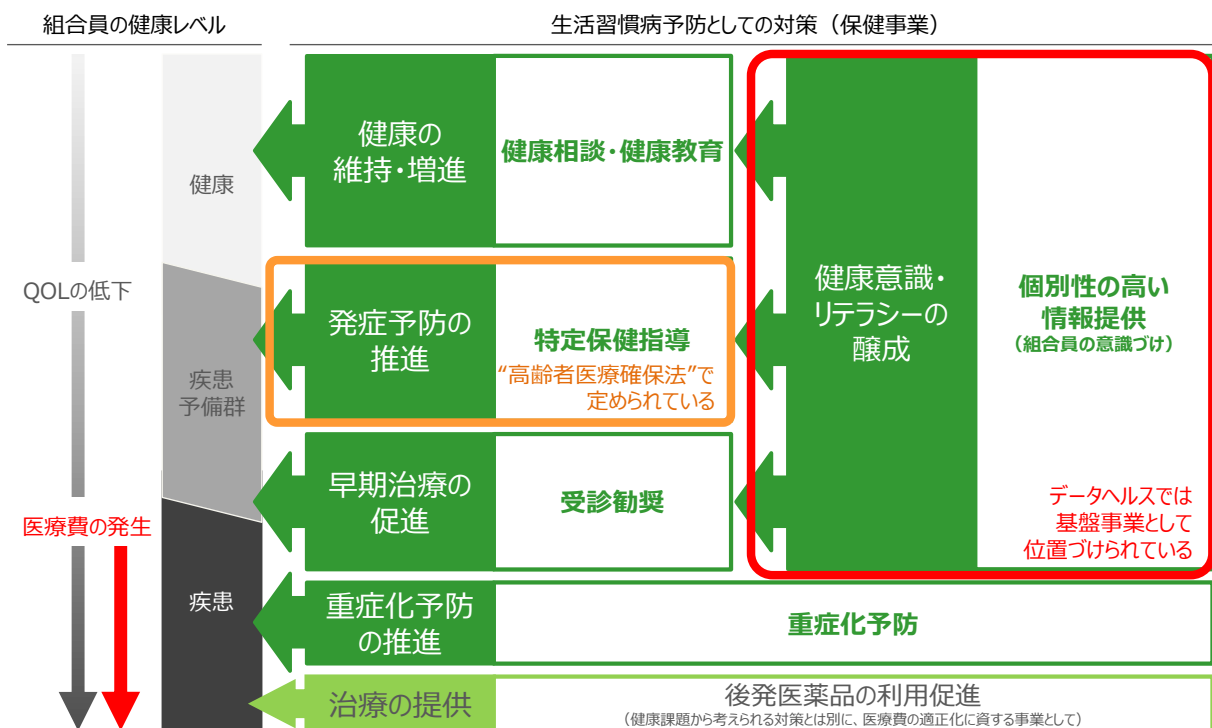 組合員の健康レベル
生活習慣病予防としての対策（保健事業）
健康
疾患
予備群
疾患
QOLの低下
医療費の発生
健康の
維持・増進
健康相談・健康教育
発症予防の
推進
特定保健指導
“高齢者医療確保法”で
定められている
早期治療の
促進
受診勧奨
健康意識・
リテラシーの
醸成
個別性の高い
情報提供
（組合員の意識づけ）
データヘルスでは
基盤事業として
位置づけられている
重症化予防
の推進
重症化予防
治療の提供
後発医薬品の利用促進
（健康課題から考えられる対策とは別に、医療費の適正化に資する事業として）